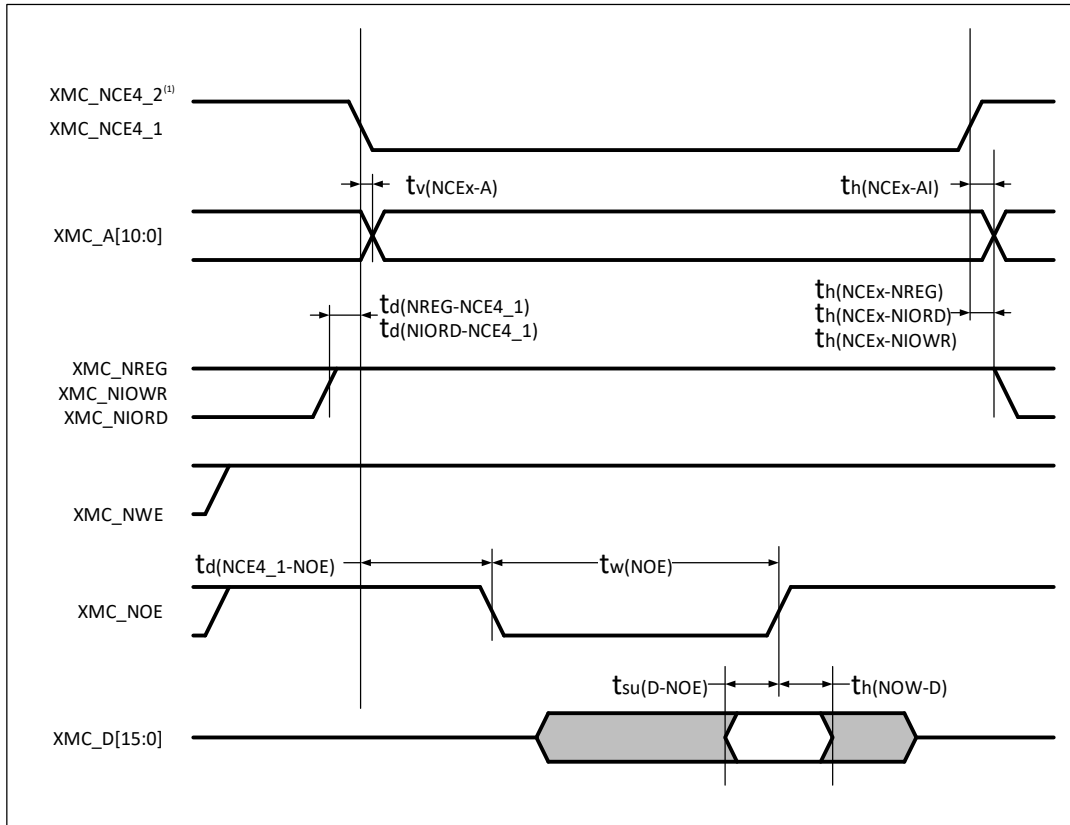 XMC_NCE4_2(1)
XMC_NCE4_1
tv(NCEx-A)
th(NCEx-AI)
XMC_A[10:0]
td(NREG-NCE4_1)
td(NIORD-NCE4_1)
th(NCEx-NREG)
th(NCEx-NIORD)
th(NCEx-NIOWR)
XMC_NREG
XMC_NIOWR
XMC_NIORD
XMC_NWE
td(NCE4_1-NOE)
tw(NOE)
XMC_NOE
tsu(D-NOE)
th(NOW-D)
XMC_D[15:0]